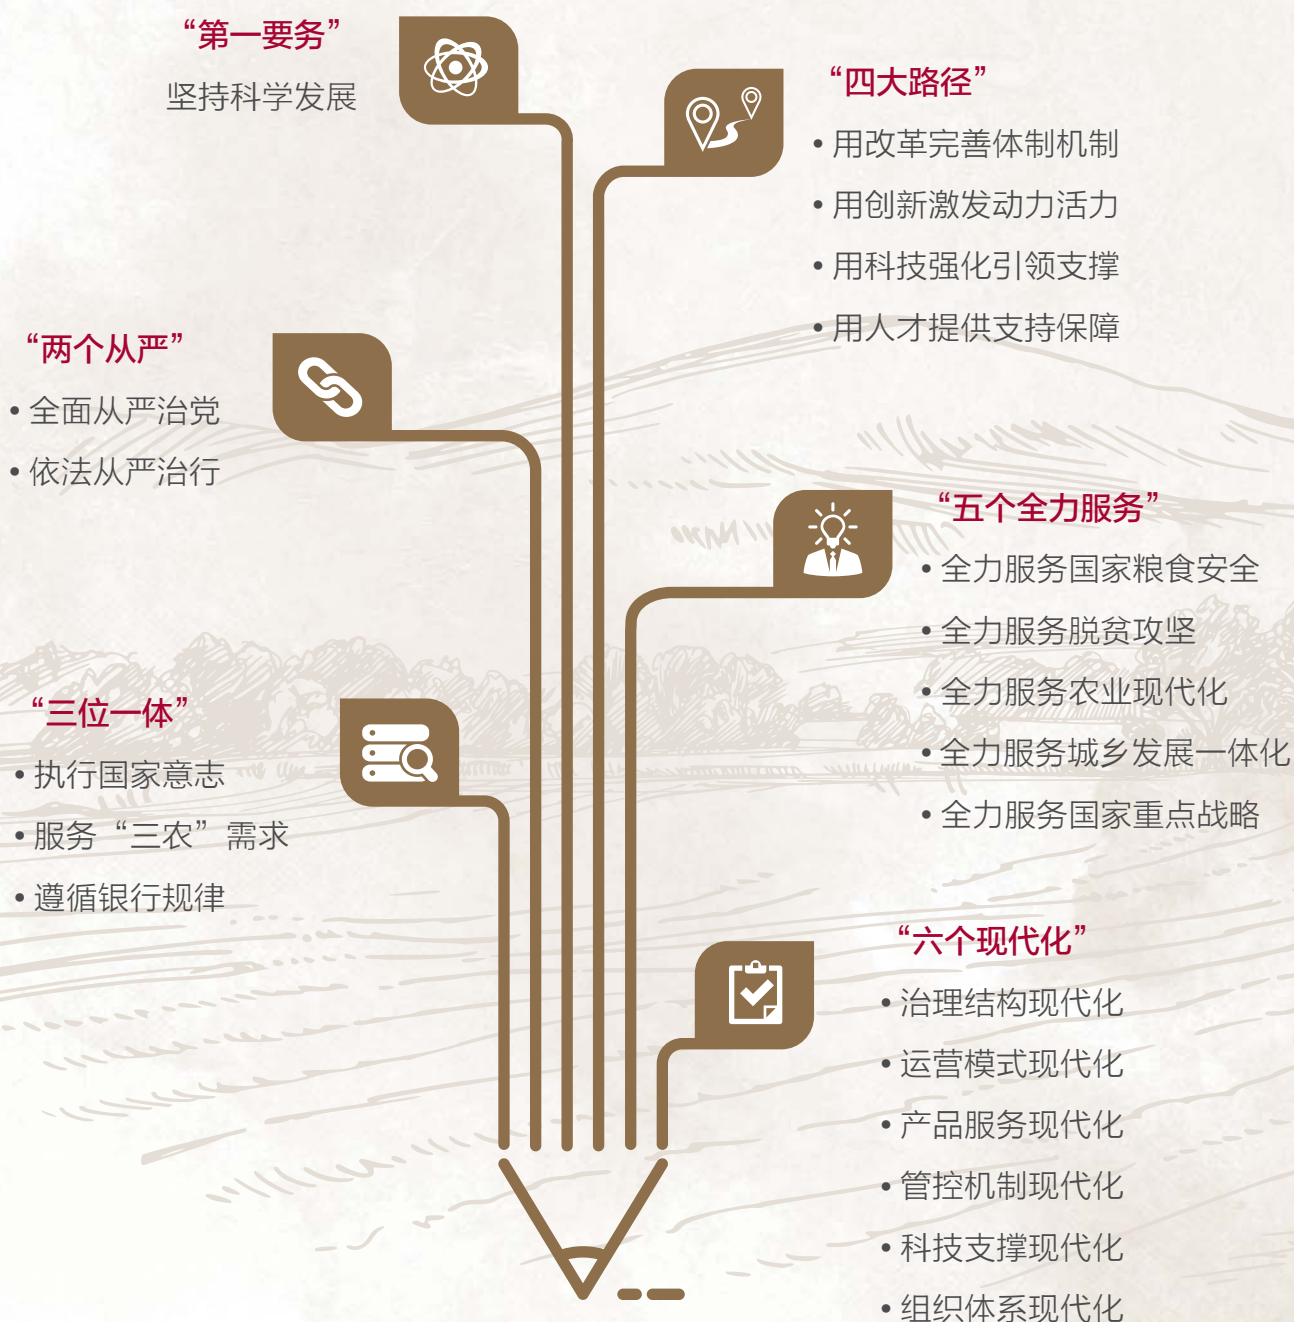 “第一要务”
坚持科学发展
“两个从严”
• 全面从严治党
• 依法从严治行
“三位一体”
• 执行国家意志
• 服务“三农”需求
• 遵循银行规律
“四大路径”
• 用改革完善体制机制
• 用创新激发动力活力
• 用科技强化引领支撑
• 用人才提供支持保障
“五个全力服务”
• 全力服务国家粮食安全
• 全力服务脱贫攻坚
• 全力服务农业现代化
• 全力服务城乡发展一体化
• 全力服务国家重点战略
“六个现代化”
• 治理结构现代化
• 运营模式现代化
• 产品服务现代化
• 管控机制现代化
• 科技支撑现代化
• 组织体系现代化